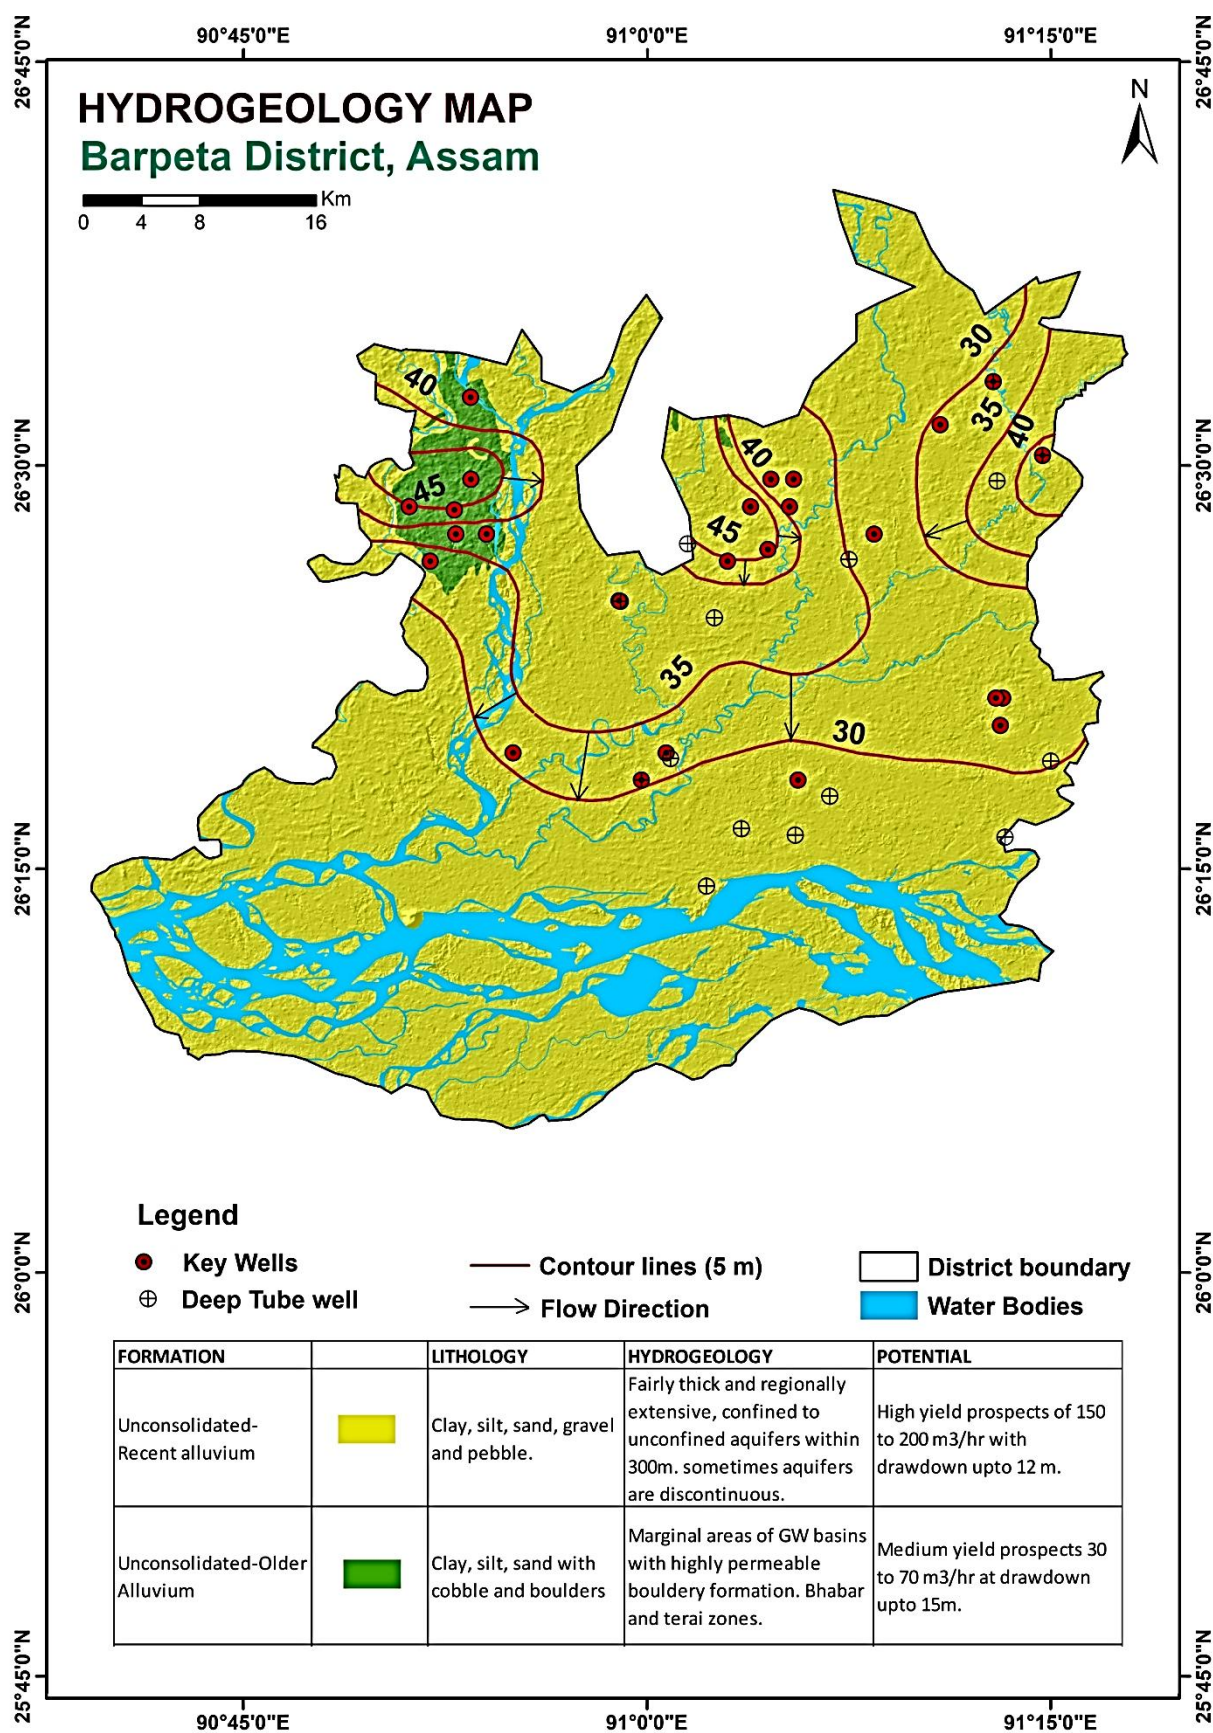 90°45'0"E 91°0'0"E 91°15'0"E
26°45'0"N 26°45'0"N
HYDROGEOLOGY MAP
Barpeta District, Assam
Km
0 4 8 16
N
30
40
35
40
40
26°30'0"N 26°30'0"N
45
45
35
30
26°15'0"N 26°15'0"N
Legend
Key Wells
Contour lines (5 m)
District boundary
Deep Tube well
Flow Direction
Water Bodies
26°0'0"N 26°0'0"N
FORMATION LITHOLOGY HYDROGEOLOGY POTENTIAL
Unconsolidated-
Recent alluvium
Clay, silt, sand, gravel
and pebble.
Fairly thick and regionally
extensive, confined to
unconfined aquifers within
300m. sometimes aquifers
are discontinuous.
High yield prospects of 150
to 200 m3/hr with
drawdown upto 12 m.
Unconsolidated-Older
Alluvium
Clay, silt, sand with
cobble and boulders
Marginal areas of GW basins
with highly permeable
bouldery formation. Bhabar
and terai zones.
Medium yield prospects 30
to 70 m3/hr at drawdown
upto 15m.
25°45'0"N 25°45'0"N
90°45'0"E 91°0'0"E 91°15'0"E